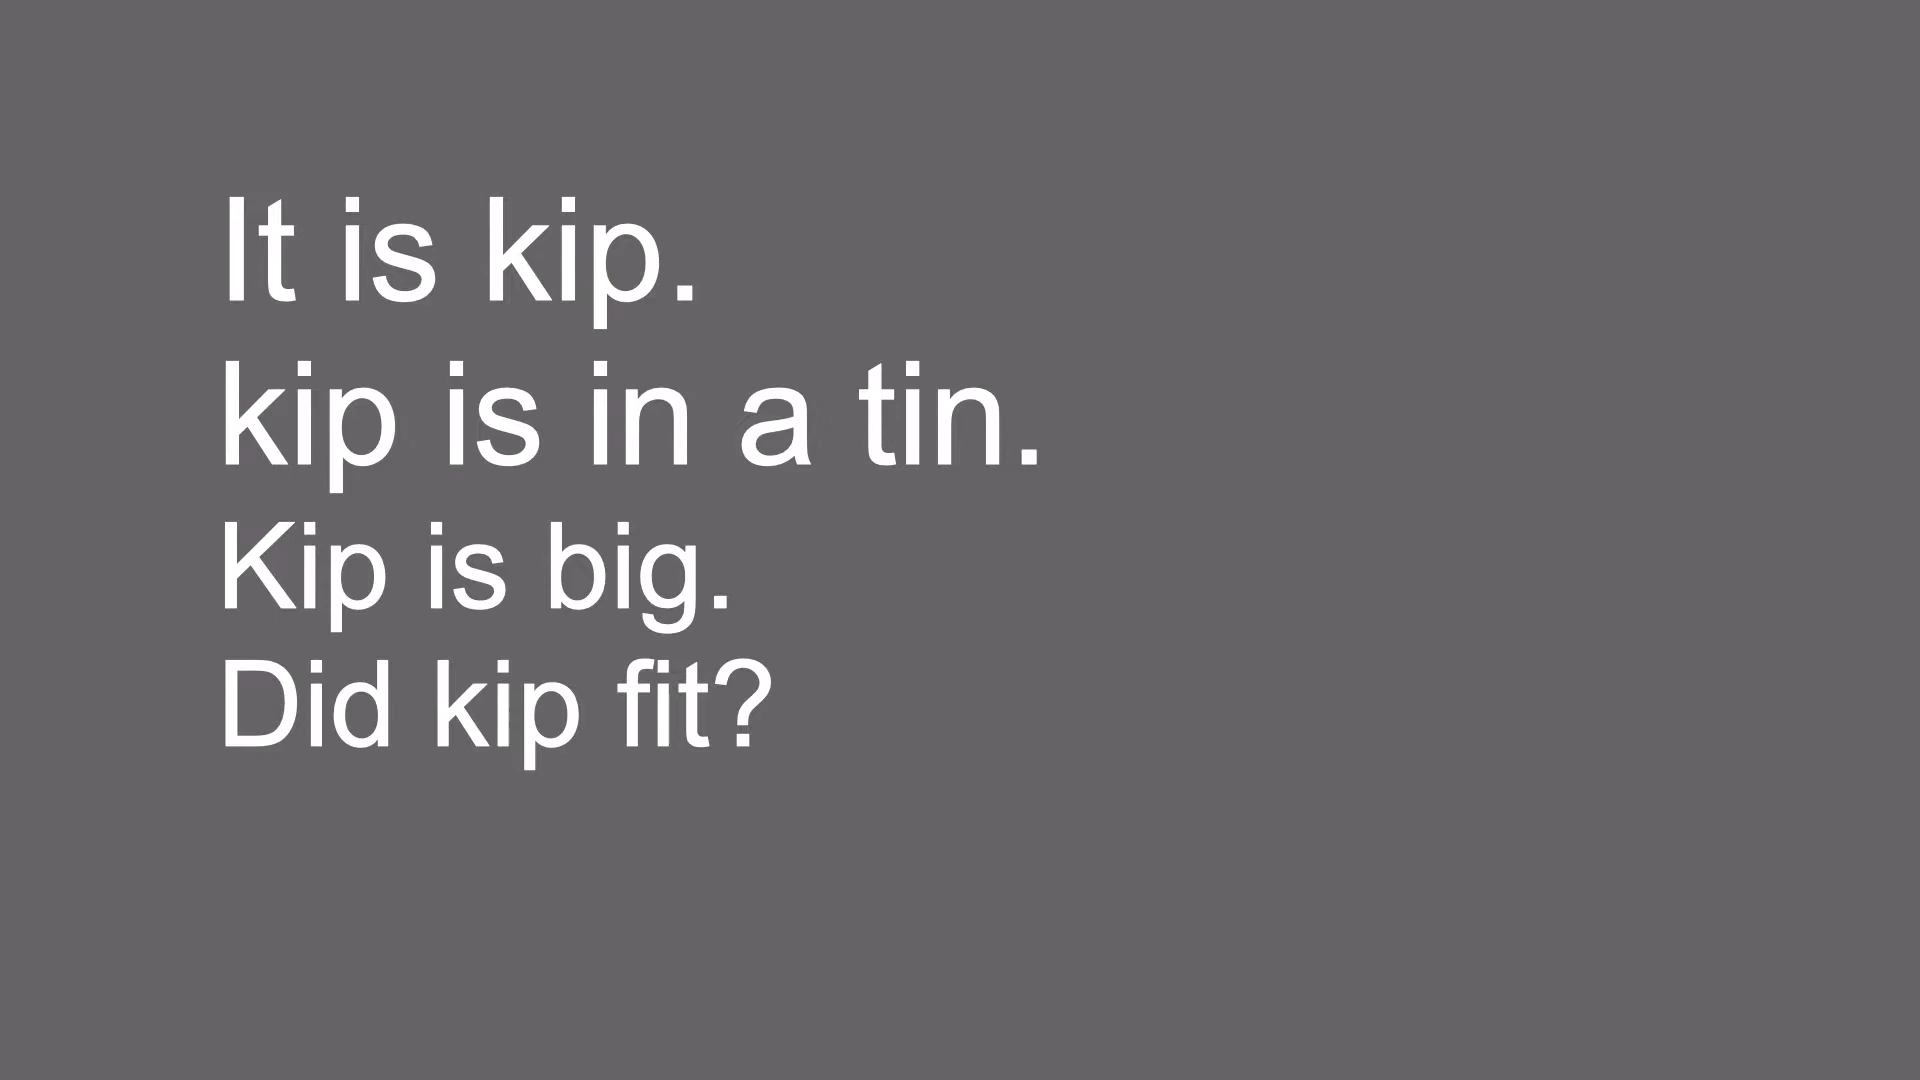 It is kip.
kip is in a tin.
Kip is big.
Did kip fit?